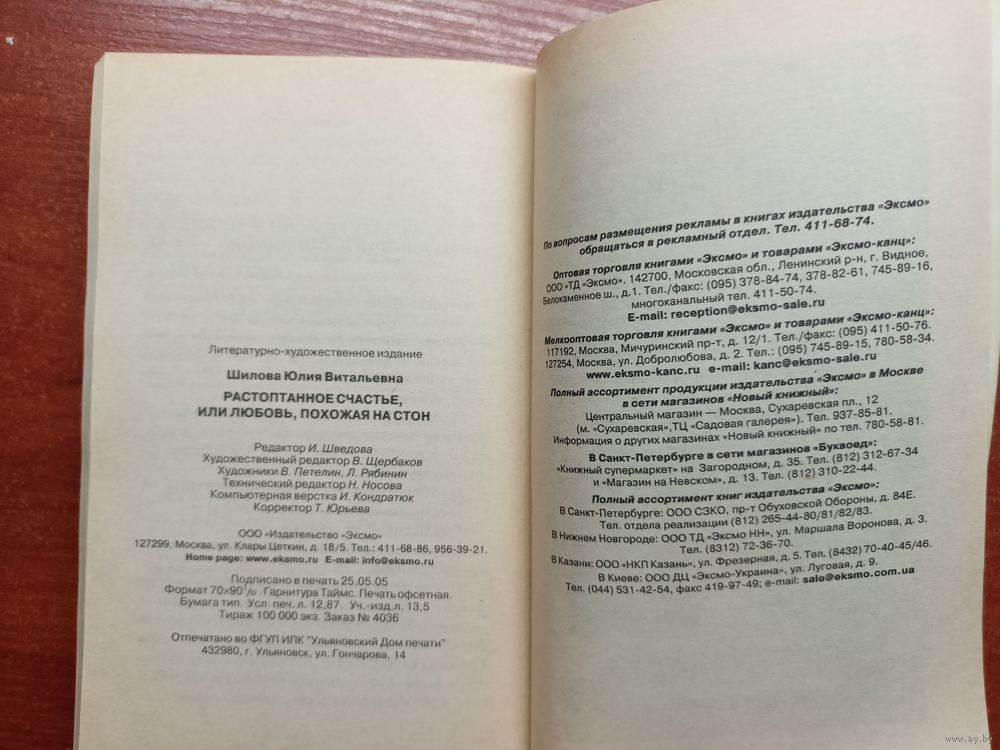 Литературно-художественное издание
Шилова Юлия Витальевна
РАСТОПТАННОЕ СЧАСТЬЕ,
ИЛИ ЛЮБОВЬ, ПОХОЖАЯ НА СТОН
Редактор И. Шведова
Художественный редактор В. Щербаков
Художники В. Петелин, Л. Рябинин
Технический редактор Н. Носова
Компьютерная верстка И. Кондратюк
Корректор Т. Юрьева
ООО «Издательство «Эксмо»
127299, Москва, ул. Клары Цеткин, д. 18/5. Тел.: 411-68-86, 956-39-21.
Home page: www.eksmo.ru E-mail: info@eksmo.ru
Подписано в печать 25.05.05
Формат 70×90 1/32. Гарнитура Таймс. Печать офсетная.
Бумага тип. Усл. печ. л. 12,87. Уч.-изд.л. 13,5
Тираж 100 000 экз. Заказ № 4036
Отпечатано во ФГУП ИПК "Ульяновский Дом печати"
432980, г. Ульяновск, ул. Гончарова, 14
По вопросам размещения рекламы в книгах издательства «Эксмо»
обращаться в рекламный отдел. Тел. 411-68-74.
Оптовая торговля книгами «Эксмо» и товарами «Эксмо-канц»:
ООО «ТД «Эксмо». 142700, Московская обл., Ленинский р-н, г. Видное,
Белокаменное ш., д.1. Тел./факс: (095) 378-84-74, 378-82-61, 745-89-16,
многоканальный тел. 411-50-74.
E-mail: reception@eksmo-sale.ru
Мелкооптовая торговля книгами «Эксмо» и товарами «Эксмо-канц»:
117192, Москва, Мичуринский пр-т, д. 12/1. Тел./факс: (095) 411-50-76.
127254, Москва, ул. Добролюбова, д. 2. Тел.: (095) 745-89-15, 780-58-34.
www.eksmo-kanc.ru e-mail: kanc@eksmo-sale.ru
Полный ассортимент продукции издательства «Эксмо» в Москве
в сети магазинов «Новый книжный»:
Центральный магазин — Москва, Сухаревская пл., 12
(м. «Сухаревская»,ТЦ «Садовая галерея»). Тел. 937-85-81.
Информация о других магазинах «Новый книжный» по тел. 780-58-81.
В Санкт-Петербурге в сети магазинов «Буквоед»:
«Книжный супермаркет» на Загородном, д. 35. Тел. (812) 312-67-34
и «Магазин на Невском», д. 13. Тел. (812) 310-22-44.
Полный ассортимент книг издательства «Эксмо»:
В Санкт-Петербурге: ООО СЗКО, пр-т Обуховской Обороны, д. 84Е.
Тел. отдела реализации (812) 265-44-80/81/82/83.
В Нижнем Новгороде: ООО ТД «Эксмо НН», ул. Маршала Воронова, д. 3.
Тел. (8312) 72-36-70.
В Казани: ООО «НКП Казань», ул. Фрезерная, д. 5. Тел. (8432) 70-40-45/46.
В Киеве: ООО ДЦ «Эксмо-Украина», ул. Луговая, д. 9.
Тел. (044) 531-42-54, факс 419-97-49; e-mail: sale@eksmo.com.ua
www.ay.by